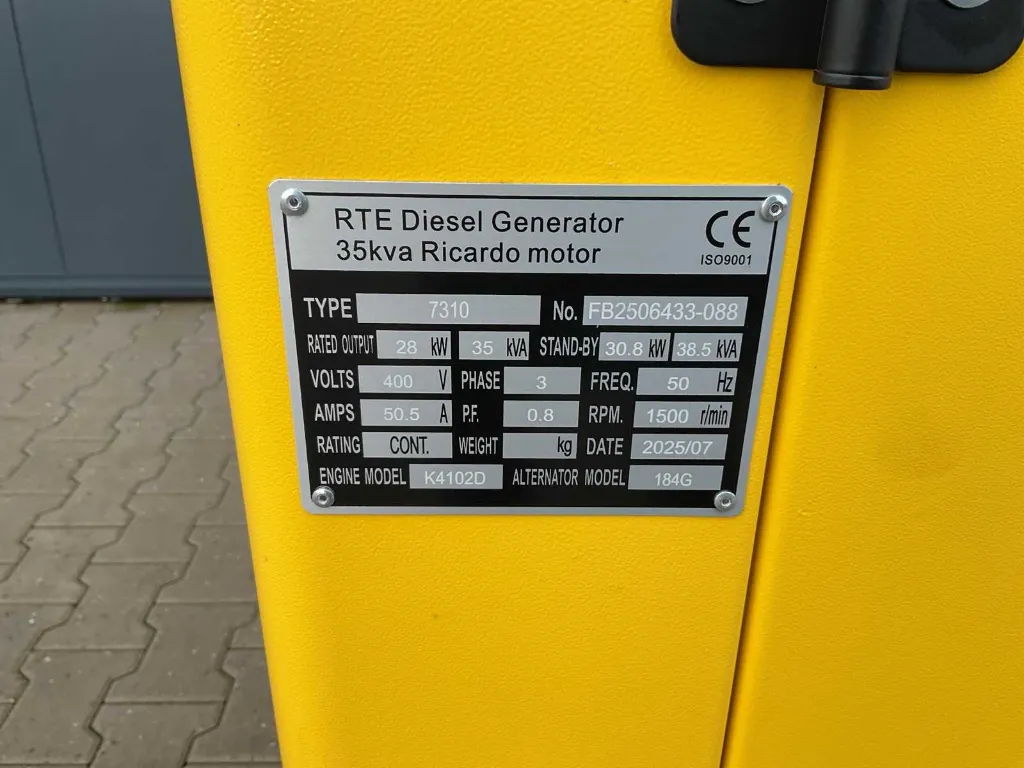 RTE Diesel Generator
35kva Ricardo motor
CE
ISO9001
TYPE 7310 No. FB2506433-088
RATED OUTPUT 28 kW 35 kVA STAND-BY 30.8 kW 38.5 kVA
VOLTS 400 V PHASE 3 FREQ. 50 Hz
AMPS 50.5 A P.F. 0.8 RPM. 1500 r/min
RATING CONT. WEIGHT kg DATE 2025/07
ENGINE MODEL K4102D ALTERNATOR MODEL 184G